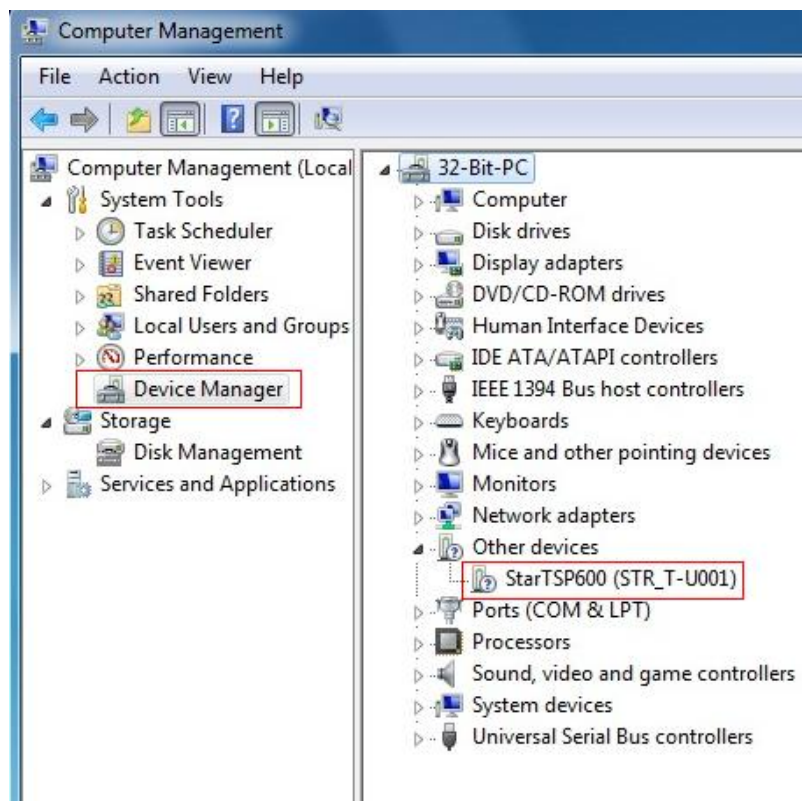 Computer Management
File Action View Help
Computer Management (Local
System Tools
Task Scheduler
Event Viewer
Shared Folders
Local Users and Groups
Performance
Device Manager
Storage
Disk Management
Services and Applications
32-Bit-PC
Computer
Disk drives
Display adapters
DVD/CD-ROM drives
Human Interface Devices
IDE ATA/ATAPI controllers
IEEE 1394 Bus host controllers
Keyboards
Mice and other pointing devices
Monitors
Network adapters
Other devices
StarTSP600 (STR_T-U001)
Ports (COM & LPT)
Processors
Sound, video and game controllers
System devices
Universal Serial Bus controllers